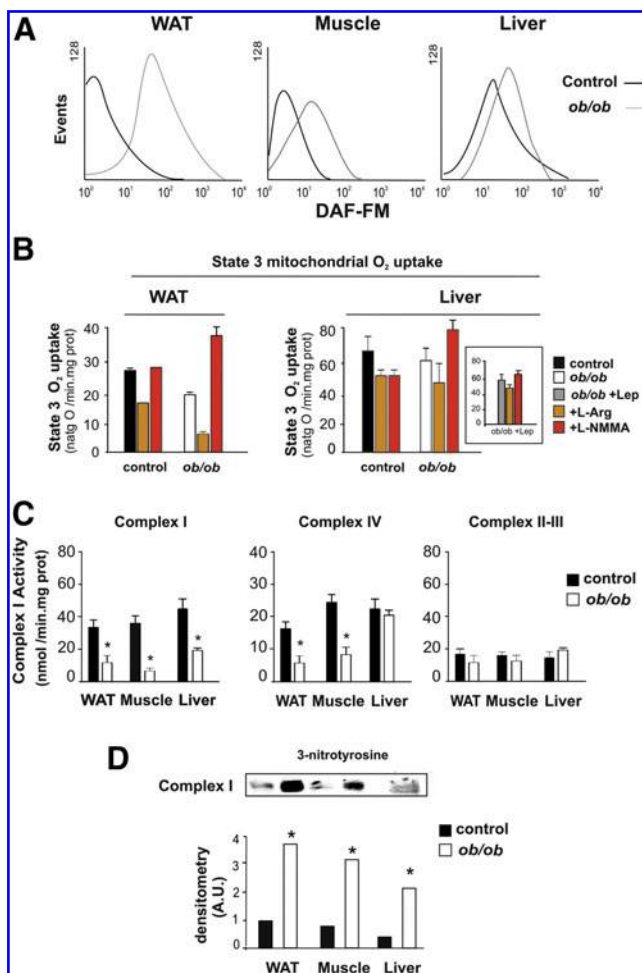 A
WAT Muscle Liver
128 128 128
Events
Control
ob/ob
10⁰ 10¹ 10² 10³ 10⁴ 10⁰ 10¹ 10² 10³ 10⁴ 10⁰ 10¹ 10² 10³ 10⁴
DAF-FM
B
State 3 mitochondrial O₂ uptake
WAT Liver
State 3 O₂ uptake
(natg O /min.mg prot)
40
30
20
10
0
control ob/ob
State 3 O₂ uptake
(natg O /min.mg prot)
80
60
40
20
0
control ob/ob
80
60
40
20
0
ob/ob +Lep
control
ob/ob
ob/ob +Lep
+L-Arg
+L-NMMA
C
Complex I Complex IV Complex II-III
Complex I Activity
(nmol /min.mg prot)
80
60
40
20
0
* * *
WAT Muscle Liver
40
30
20
10
0
* *
WAT Muscle Liver
80
60
40
20
0
WAT Muscle Liver
control
ob/ob
D
3-nitrotyrosine
Complex I
densitometry
(A.U.)
4
3
2
1
0
* * *
WAT Muscle Liver
control
ob/ob